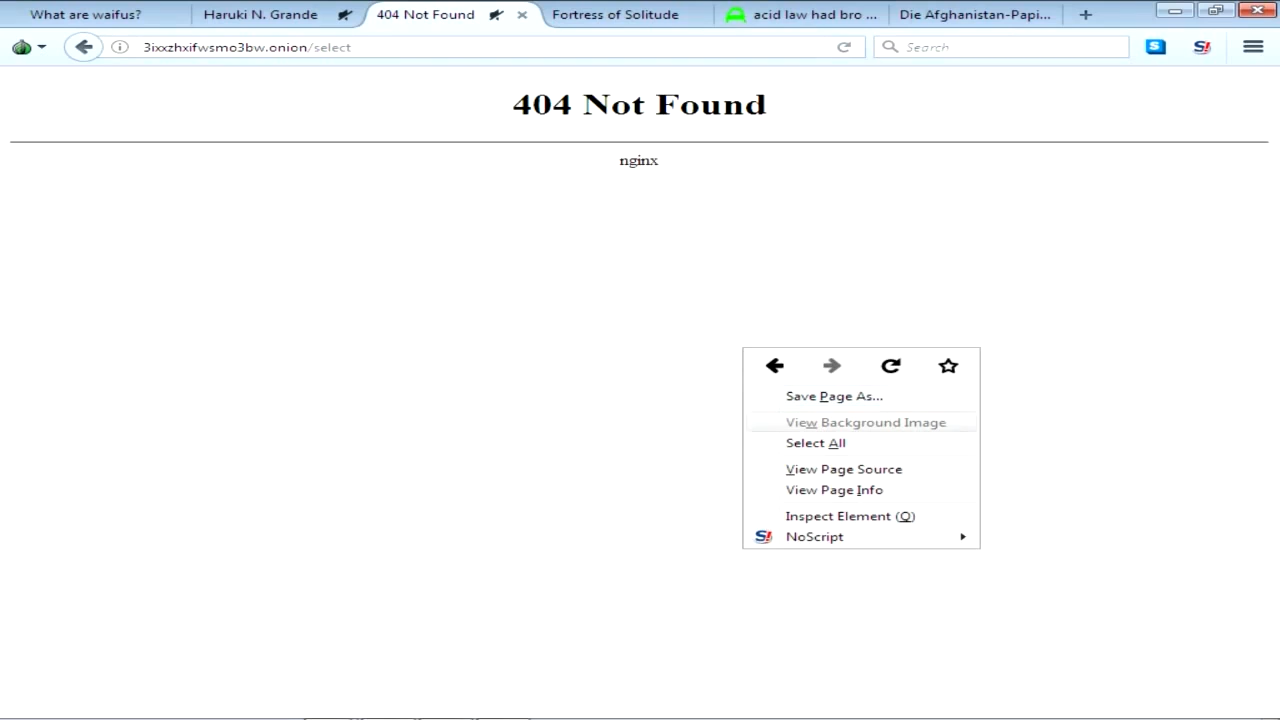 What are waifus?
Haruki N. Grande
404 Not Found
Fortress of Solitude
acid law had bro ...
Die Afghanistan-Papi...
3ixxzhxifwsmo3bw.onion/select
Search
404 Not Found
nginx
Save Page As...
View Background Image
Select All
View Page Source
View Page Info
Inspect Element (Q)
NoScript